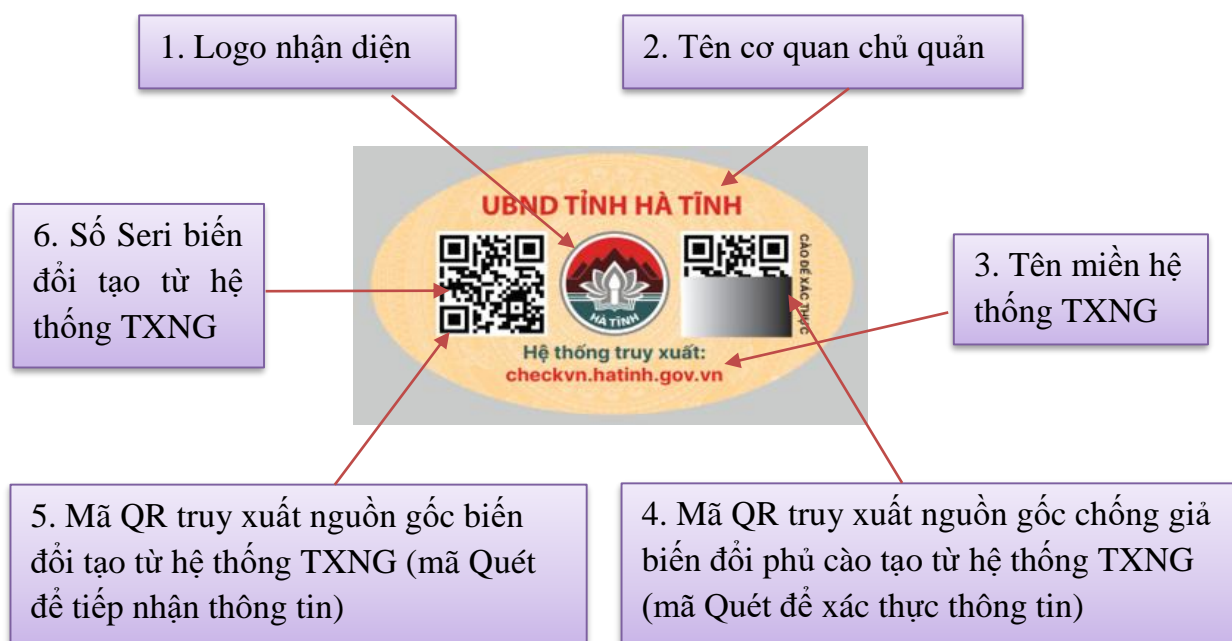 1. Logo nhận diện
2. Tên cơ quan chủ quản
UBND TỈNH HÀ TĨNH
6. Số Seri biến
đổi tạo từ hệ
thống TXNG
HÀ TĨNH
CÀO ĐỂ XÁC THỰC
3. Tên miền hệ
thống TXNG
Hệ thống truy xuất:
checkvn.hatinh.gov.vn
5. Mã QR truy xuất nguồn gốc biến
đổi tạo từ hệ thống TXNG (mã Quét
để tiếp nhận thông tin)
4. Mã QR truy xuất nguồn gốc chống giả
biến đổi phủ cào tạo từ hệ thống TXNG
(mã Quét để xác thực thông tin)